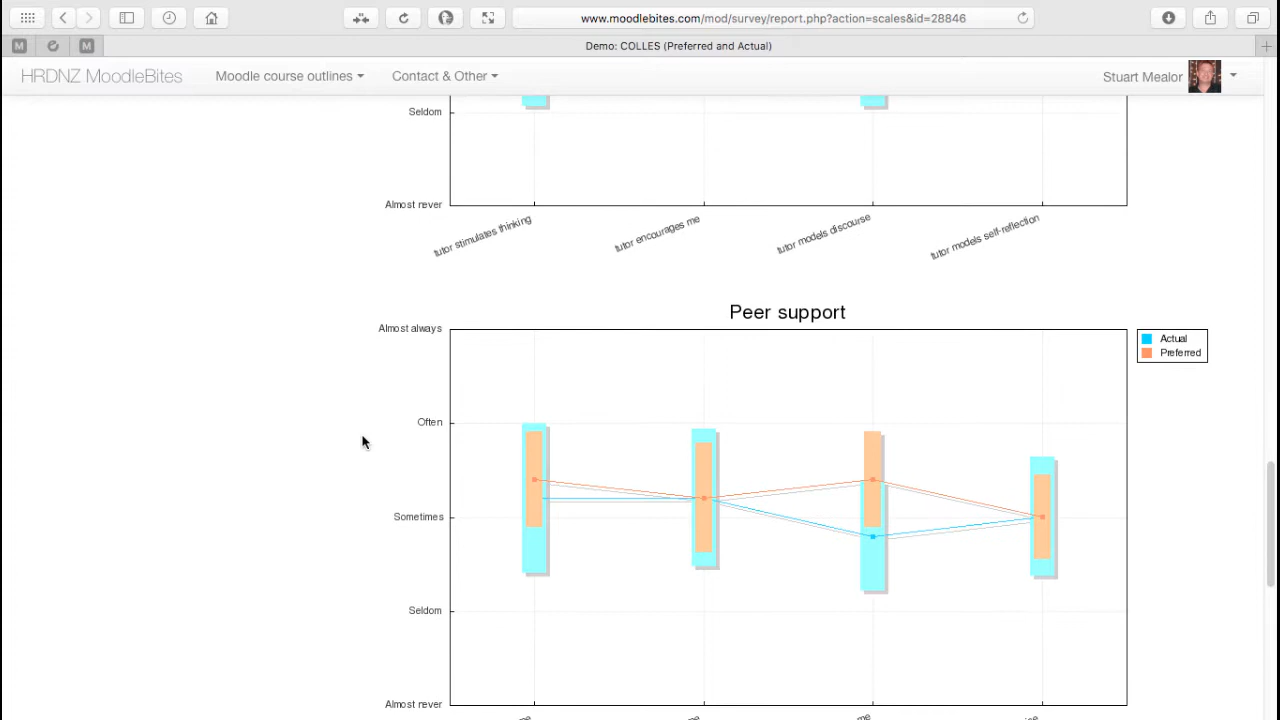 www.moodlebites.com/mod/survey/report.php?action=scales&id=28846
M
M
Demo: COLLES (Preferred and Actual)
HRDNZ MoodleBites
Moodle course outlines
Contact & Other
Stuart Mealor
Seldom
Almost never
tutor stimulates thinking
tutor encourages me
tutor models discourse
tutor models self-reflection
Peer support
Almost always
Actual
Preferred
Often
Sometimes
Seldom
Almost never